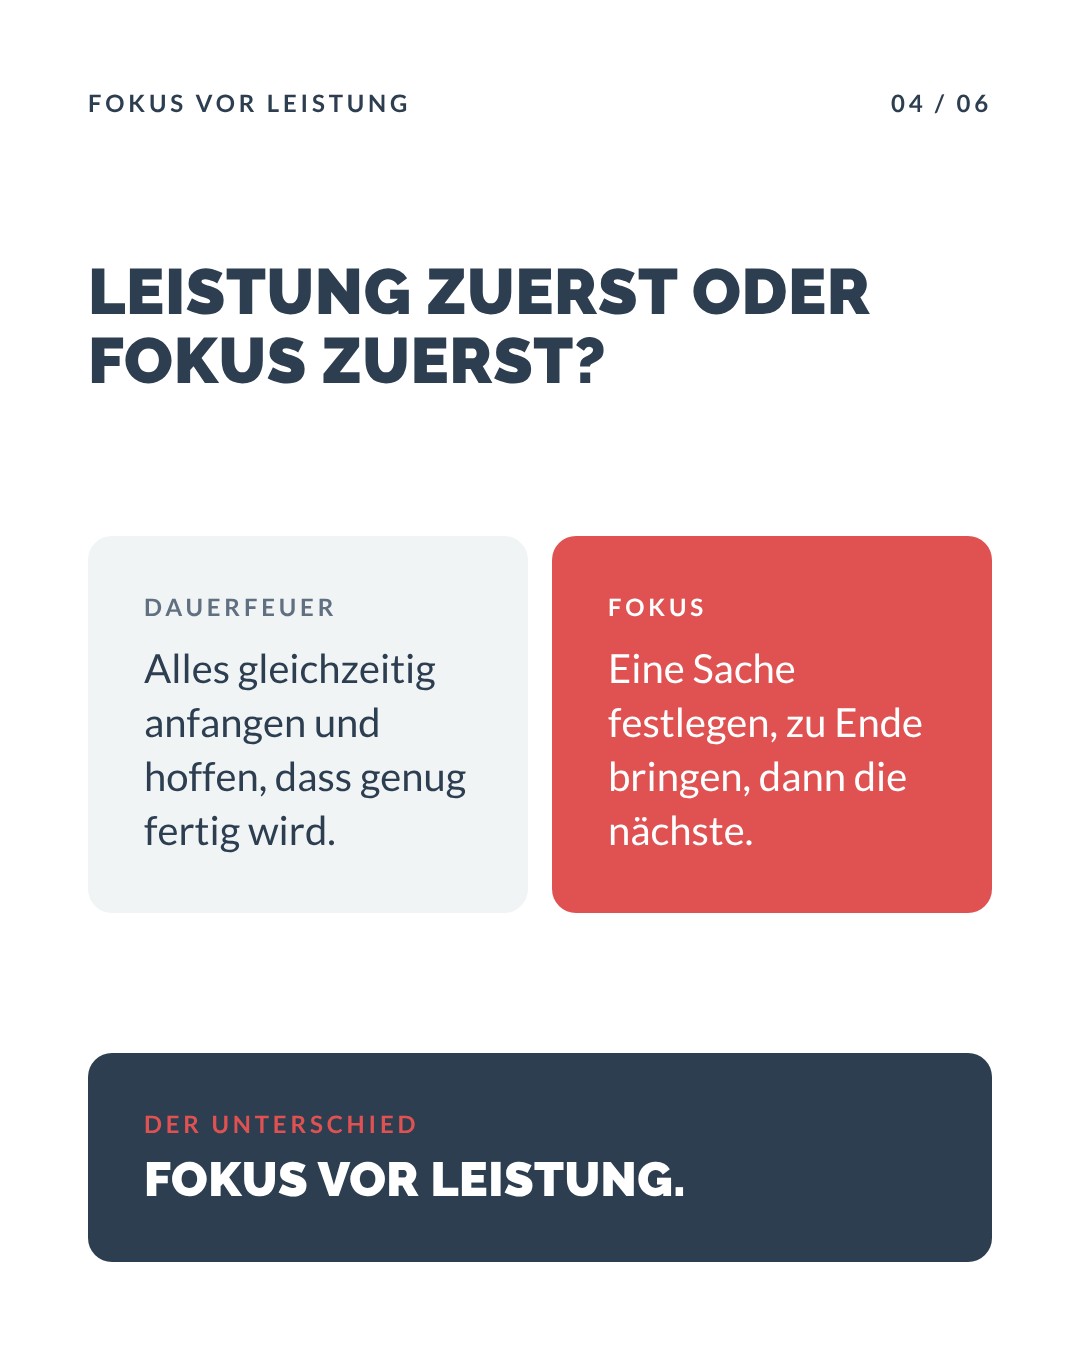 FOKUS VOR LEISTUNG
04 / 06
LEISTUNG ZUERST ODER
FOKUS ZUERST?
DAUERFEUER
Alles gleichzeitig
anfangen und
hoffen, dass genug
fertig wird.
FOKUS
Eine Sache
festlegen, zu Ende
bringen, dann die
nächste.
DER UNTERSCHIED
FOKUS VOR LEISTUNG.